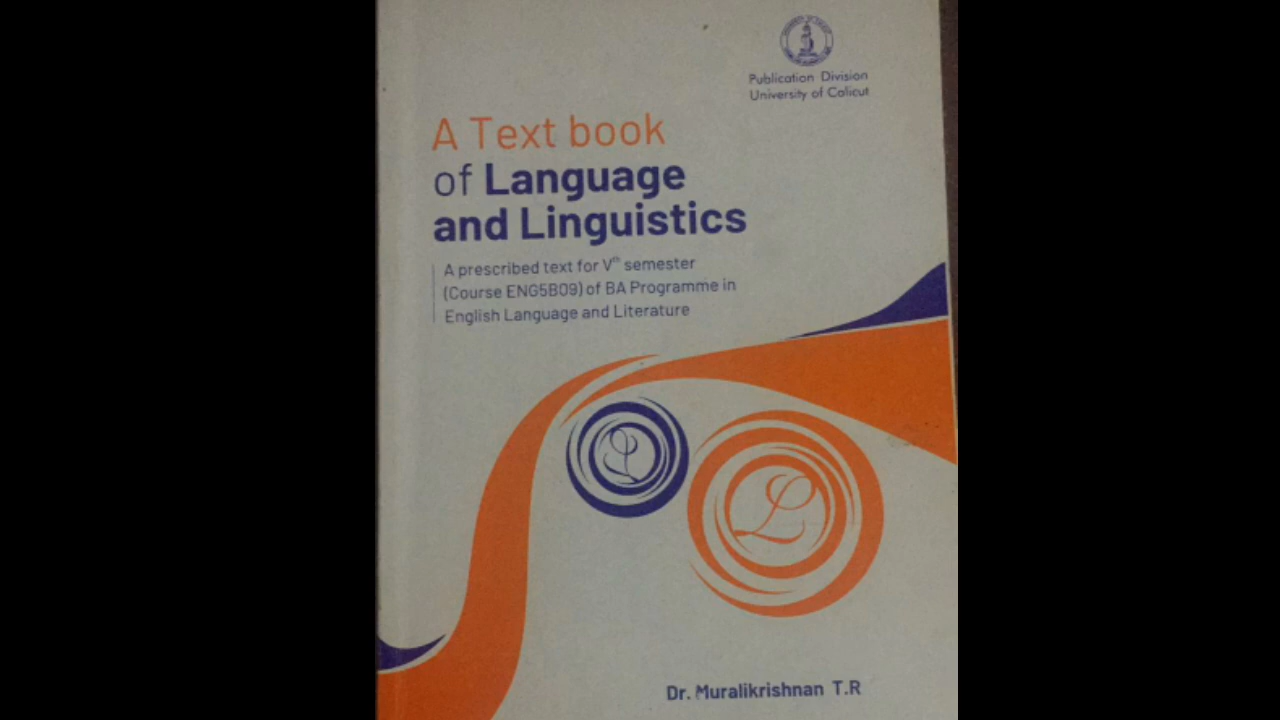 Publication Division
University of Calicut
A Text book
of Language
and Linguistics
A prescribed text for Vth semester
(Course ENG5B09) of BA Programme in
English Language and Literature
L
L
Dr. Muralikrishnan T.R